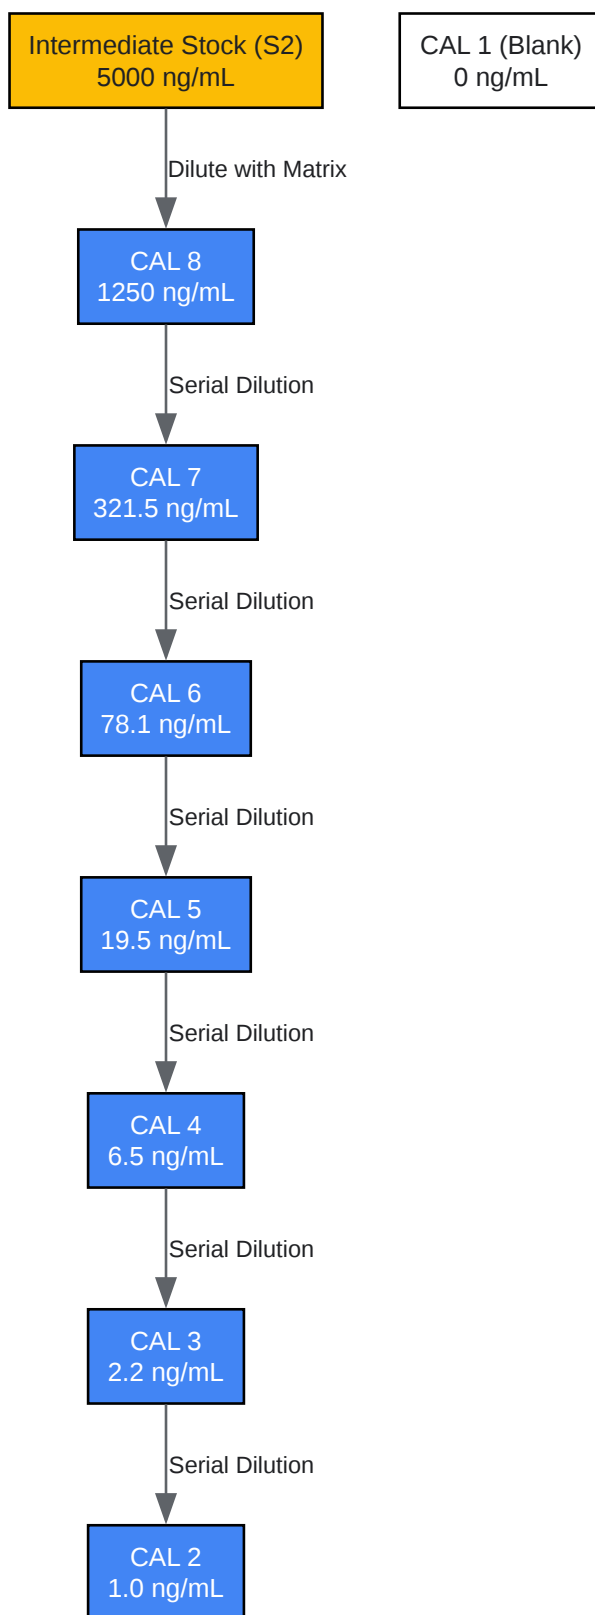 Intermediate Stock (S2)
5000 ng/mL
CAL 1 (Blank)
0 ng/mL
Dilute with Matrix
CAL 8
1250 ng/mL
Serial Dilution
CAL 7
321.5 ng/mL
Serial Dilution
CAL 6
78.1 ng/mL
Serial Dilution
CAL 5
19.5 ng/mL
Serial Dilution
CAL 4
6.5 ng/mL
Serial Dilution
CAL 3
2.2 ng/mL
Serial Dilution
CAL 2
1.0 ng/mL